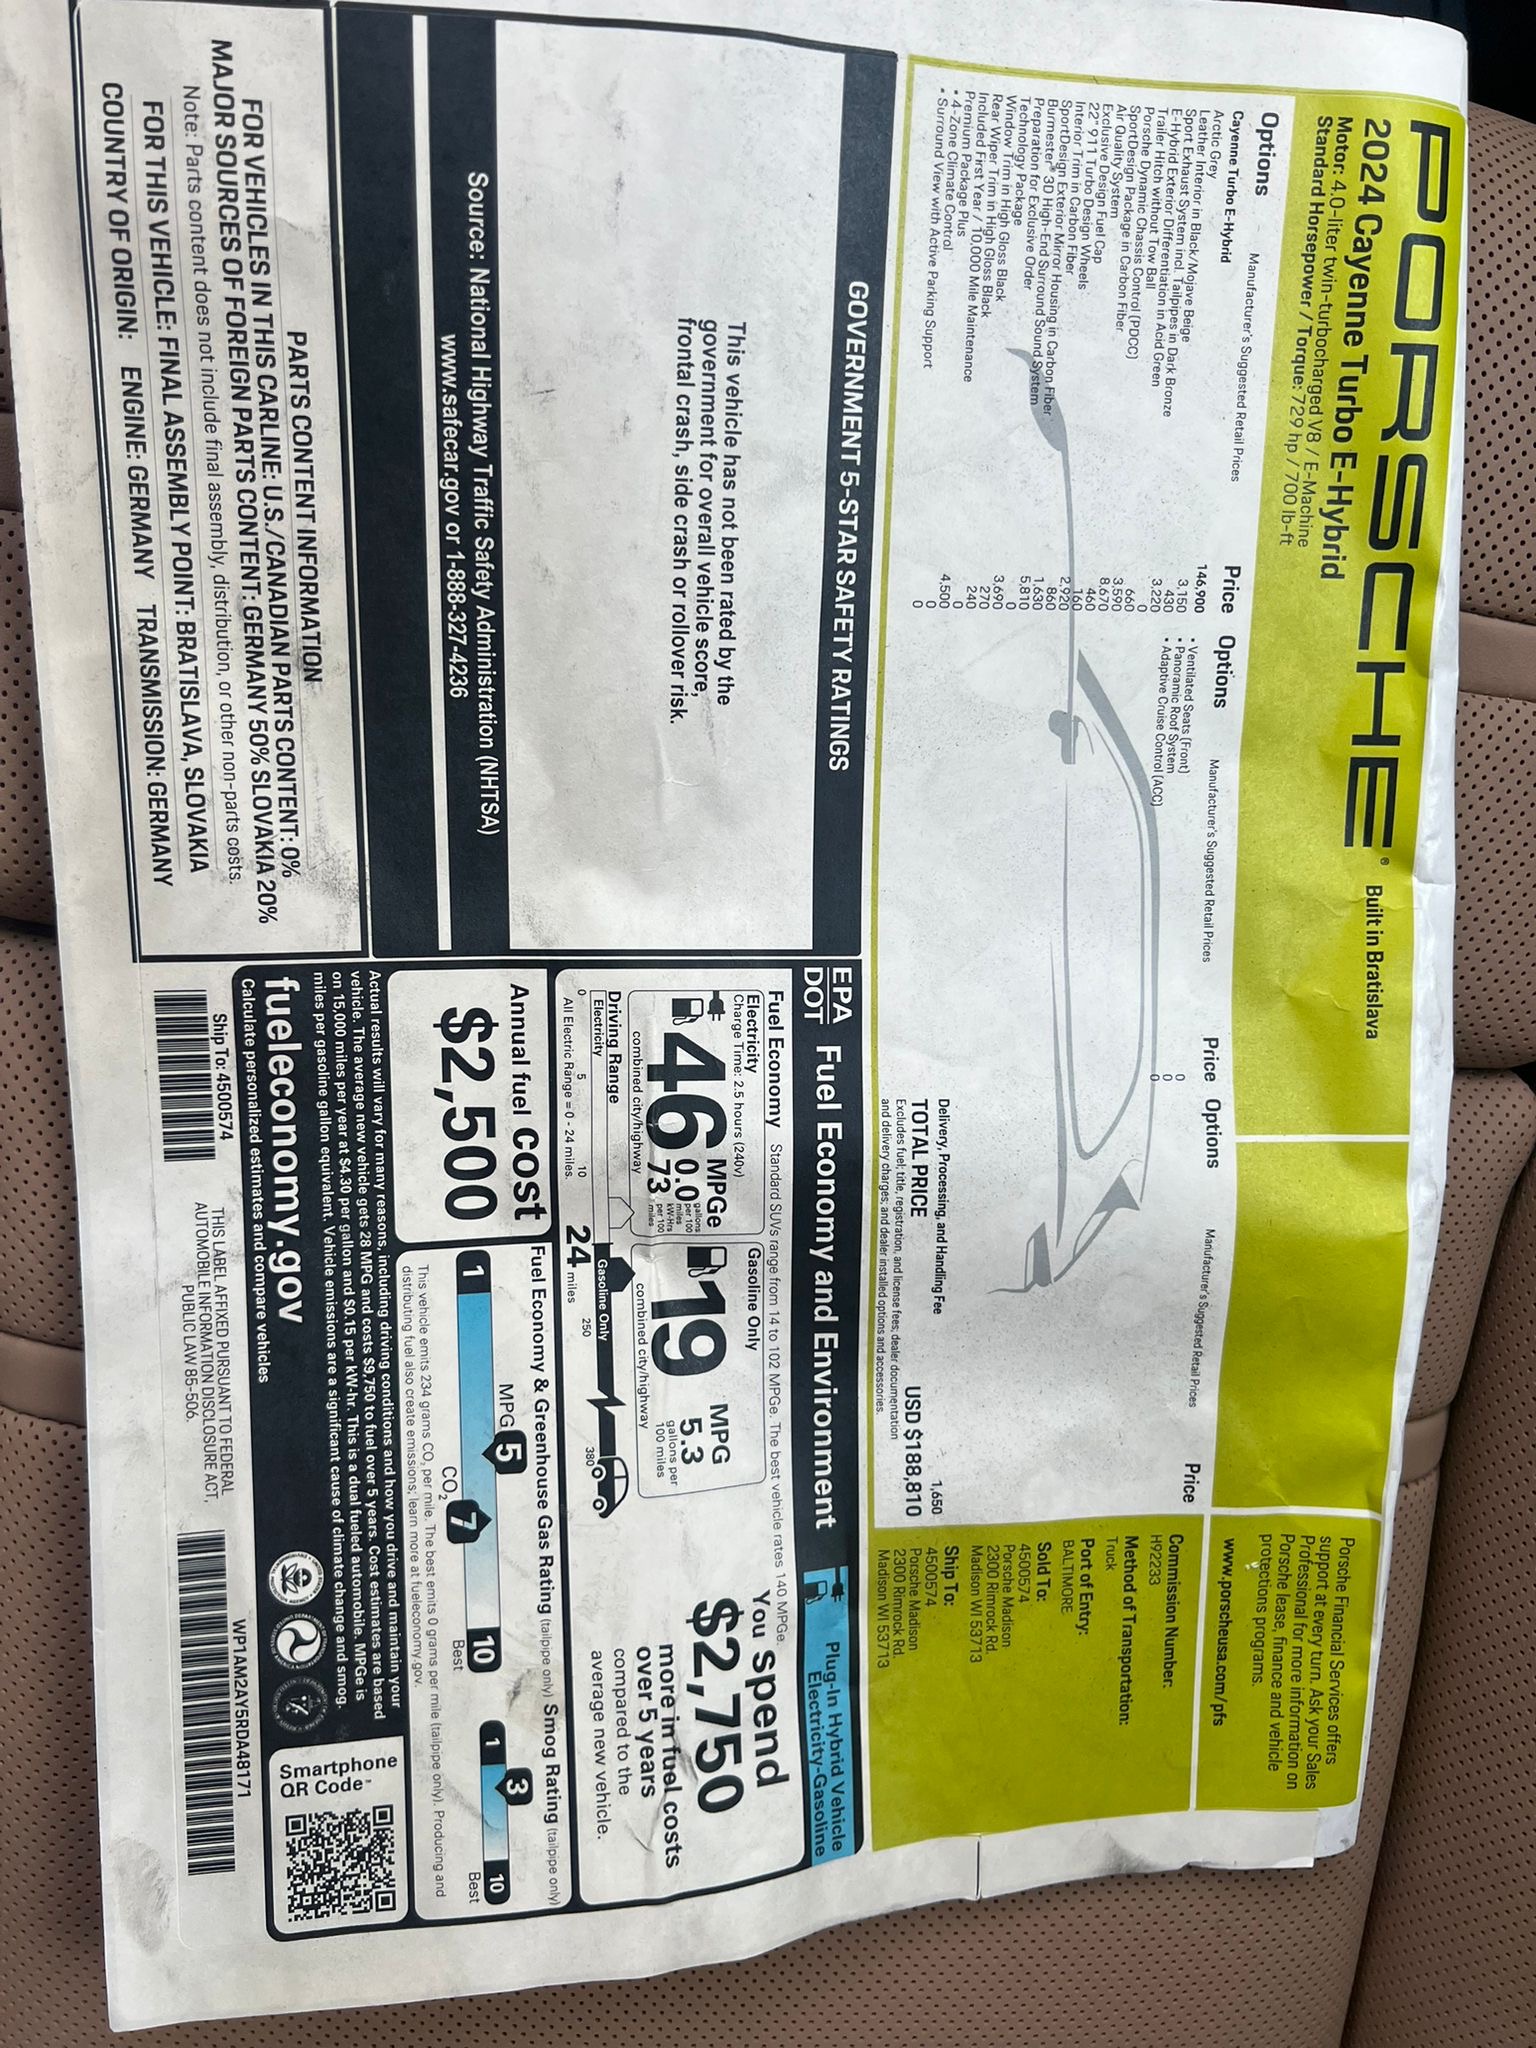 PORSCHE® Built in Bratislava
2024 Cayenne Turbo E-Hybrid
Motor: 4.0-liter twin-turbocharged V8 / E-Machine
Standard Horsepower / Torque: 729 hp / 700 lb-ft
Porsche Financial Services offers
support at every turn. Ask your Sales
Professional for more information on
Porsche lease, finance and vehicle
protections programs.
www.porscheusa.com/pfs
Options Manufacturer's Suggested Retail Prices Price
Cayenne Turbo E-Hybrid 146,900
Arctic Grey 3,150
Leather Interior in Black/Mojave Beige 430
Sport Exhaust System incl. Tailpipes in Dark Bronze 3,220
E-Hybrid Exterior Differentiation in Acid Green 0
Trailer Hitch without Tow Ball 660
Porsche Dynamic Chassis Control (PDCC) 3,590
SportDesign Package in Carbon Fiber 8,670
Air Quality System 460
Exclusive Design Fuel Cap 160
22" 911 Turbo Design Wheels 2,920
Interior Trim in Carbon Fiber 860
SportDesign Exterior Mirror Housing in Carbon Fiber 1,630
Burmester® 3D High-End Surround Sound System 5,810
Preparation for Exclusive Order 0
Technology Package 3,690
Window Trim in High Gloss Black 270
Rear Wiper Trim in High Gloss Black 240
Included First Year / 10,000 Mile Maintenance 0
Premium Package Plus 4,500
• 4-Zone Climate Control 0
• Surround View with Active Parking Support 0
Options Manufacturer's Suggested Retail Prices Price
• Ventilated Seats (Front) 0
• Panoramic Roof System 0
• Adaptive Cruise Control (ACC) 0
Options Manufacturer's Suggested Retail Prices Price
Delivery, Processing, and Handling Fee 1,650
TOTAL PRICE USD $188,810
Excludes fuel; title, registration, and license fees; dealer documentation
and delivery charges; and dealer installed options and accessories.
Commission Number:
H92233
Method of Transportation:
Truck
Port of Entry:
BALTIMORE
Sold To:
4500574
Porsche Madison
2300 Rimrock Rd.
Madison WI 53713
Ship To:
4500574
Porsche Madison
2300 Rimrock Rd.
Madison WI 53713
GOVERNMENT 5-STAR SAFETY RATINGS
This vehicle has not been rated by the
government for overall vehicle score,
frontal crash, side crash or rollover risk.
Source: National Highway Traffic Safety Administration (NHTSA)
www.safecar.gov or 1-888-327-4236
PARTS CONTENT INFORMATION
FOR VEHICLES IN THIS CARLINE: U.S./CANADIAN PARTS CONTENT: 0%
MAJOR SOURCES OF FOREIGN PARTS CONTENT: GERMANY 50% SLOVAKIA 20%
Note: Parts content does not include final assembly, distribution, or other non-parts costs.
FOR THIS VEHICLE: FINAL ASSEMBLY POINT: BRATISLAVA, SLOVAKIA
COUNTRY OF ORIGIN: ENGINE: GERMANY TRANSMISSION: GERMANY
EPA
DOT
Fuel Economy and Environment
Plug-In Hybrid Vehicle
Electricity-Gasoline
Fuel Economy Standard SUVs range from 14 to 102 MPGe. The best vehicle rates 140 MPGe.
Electricity
Charge Time: 2.5 hours (240v)
46 MPGe
0.0 gallons per 100 miles
73 kW-Hrs per 100 miles
combined city/highway
Gasoline Only
19 MPG
5.3 gallons per 100 miles
combined city/highway
Driving Range
Electricity
Gasoline Only
0 5 10 24 miles 250 380
All Electric Range = 0 - 24 miles.
You spend
$2,750
more in fuel costs
over 5 years
compared to the
average new vehicle.
Annual fuel cost
$2,500
Fuel Economy & Greenhouse Gas Rating (tailpipe only)
1 MPG 5 CO2 7 10 Best
Smog Rating (tailpipe only)
1 3 10 Best
This vehicle emits 234 grams CO2 per mile. The best emits 0 grams per mile (tailpipe only). Producing and
distributing fuel also create emissions; learn more at fueleconomy.gov.
Actual results will vary for many reasons, including driving conditions and how you drive and maintain your
vehicle. The average new vehicle gets 28 MPG and costs $9,750 to fuel over 5 years. Cost estimates are based
on 15,000 miles per year at $4.30 per gallon and $0.15 per kW-hr. This is a dual fueled automobile. MPGe is
miles per gasoline gallon equivalent. Vehicle emissions are a significant cause of climate change and smog.
fueleconomy.gov
Calculate personalized estimates and compare vehicles
Smartphone
QR Code™
Ship To: 4500574
THIS LABEL AFFIXED PURSUANT TO FEDERAL
AUTOMOBILE INFORMATION DISCLOSURE ACT,
PUBLIC LAW 85-506.
WP1AM2AY5RDA48171